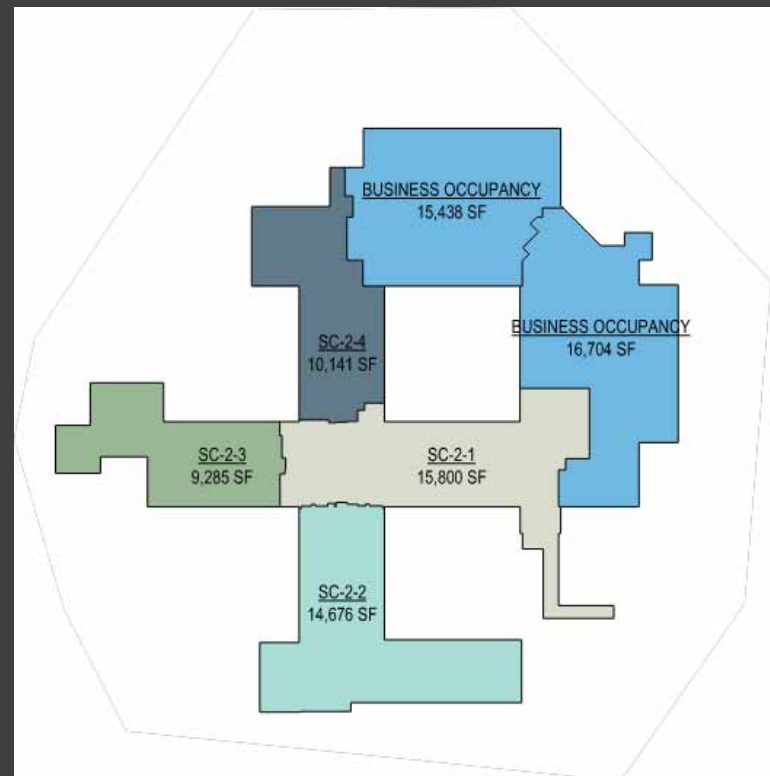 BUSINESS OCCUPANCY
15,438 SF
BUSINESS OCCUPANCY
16,704 SF
SC-2-4
10,141 SF
SC-2-3
9,285 SF
SC-2-1
15,800 SF
SC-2-2
14,676 SF